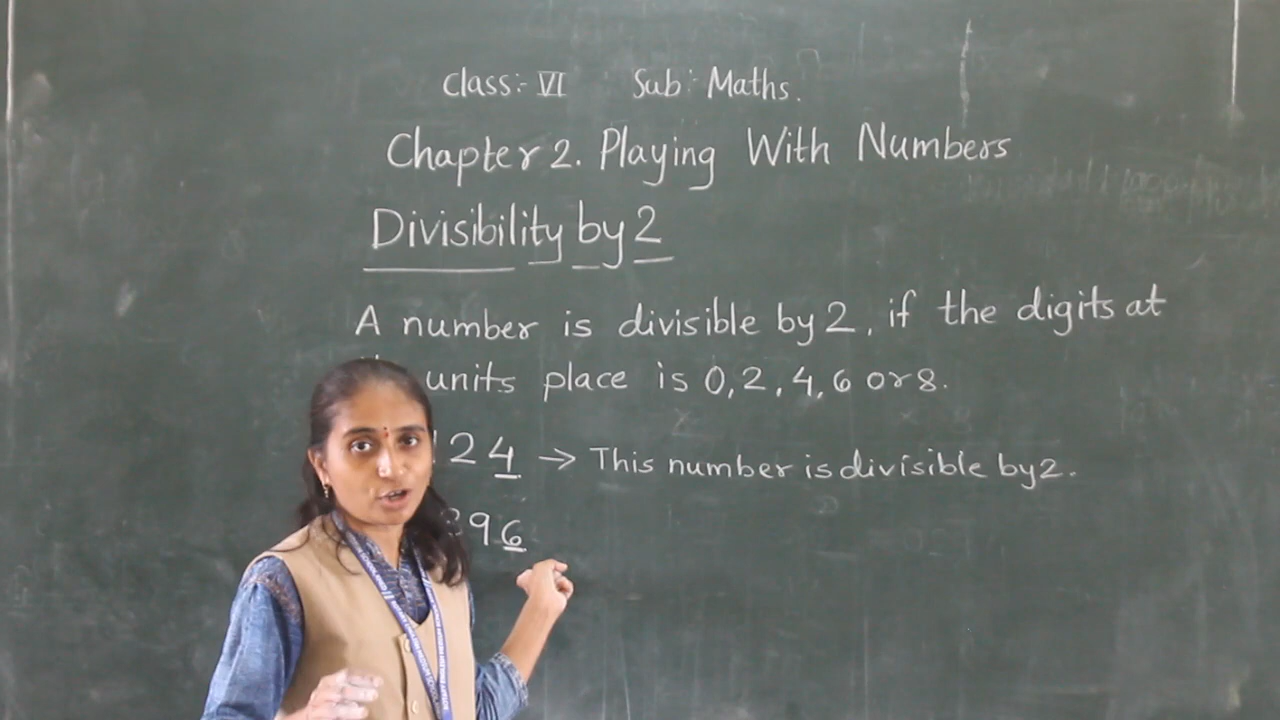 Class:- VI Sub:- Maths.
Chapter 2. Playing With Numbers
Divisibility by 2
A number is divisible by 2, if the digits at
units place is 0, 2, 4, 6 or 8.
124 → This number is divisible by 2.
96